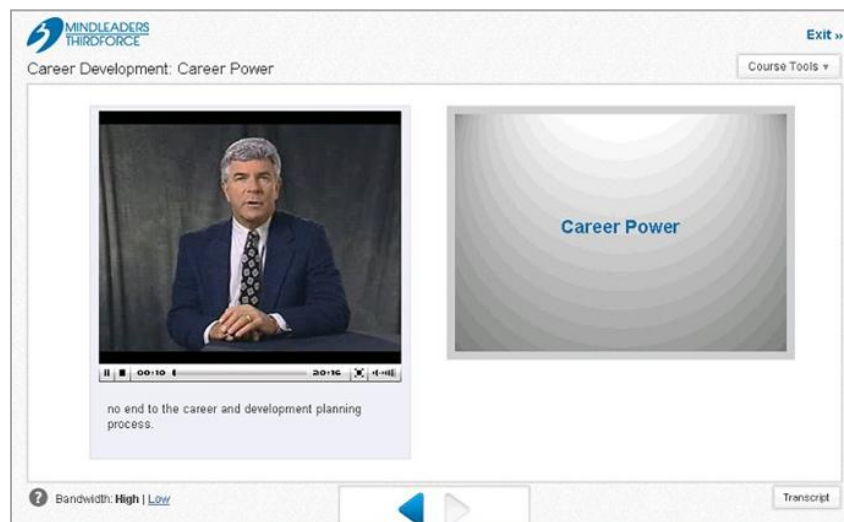 MINDLEADERS
THIRDFORCE
Exit »
Career Development: Career Power
Course Tools ▾
Career Power
00:10
20:16
no end to the career and development planning
process.
? Bandwidth: High | Low
Transcript